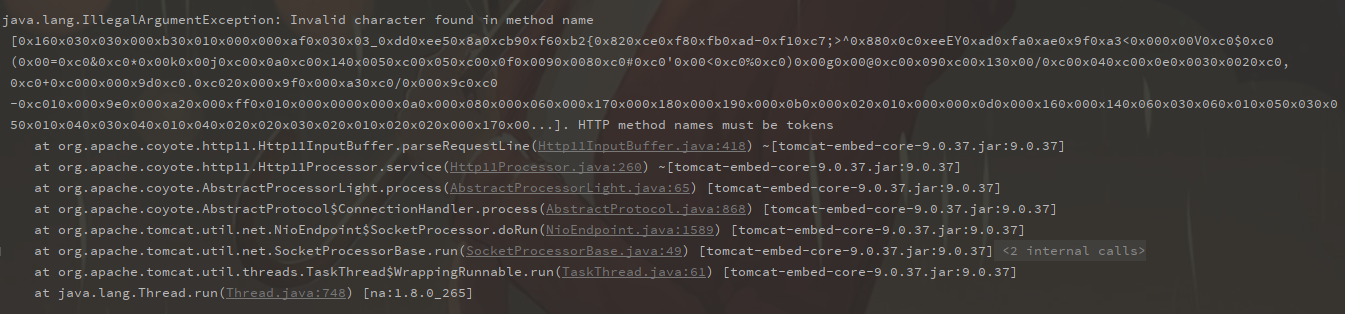 java.lang.IllegalArgumentException: Invalid character found in method name
[0x160x030x030x000xb30x010x000x000xaf0x030x03_0xdd0xee50x8a0xcb90xf60xb2{0x820xce0xf80xfb0xad-0xf10xc7;>^0x880x0c0xeeEY0xad0xfa0xae0x9f0xa3<0x000x00V0xc0$0xc0
(0x00=0xc0&0xc0*0x00k0x00j0xc00x0a0xc00x140x0050xc00x050xc00x0f0x0090x0080xc0#0xc0'0x00<0xc0%0xc0)0x00g0x00@0xc00x090xc00x130x00/0xc00x040xc00x0e0x0030x0020xc0,
0xc0+0xc00x000x9d0xc0.0xc020x000x9f0x000xa30xc0/0x000x9c0xc0
-0xc010x000x9e0x000xa20x000xff0x010x000x0000x000x0a0x000x080x000x060x000x170x000x180x000x190x000x0b0x000x020x010x000x000x0d0x000x160x000x140x060x030x060x010x050x030x0
50x010x040x030x040x010x040x020x020x030x020x010x020x020x000x170x00...]. HTTP method names must be tokens
at org.apache.coyote.http11.Http11InputBuffer.parseRequestLine(Http11InputBuffer.java:418) ~[tomcat-embed-core-9.0.37.jar:9.0.37]
at org.apache.coyote.http11.Http11Processor.service(Http11Processor.java:260) ~[tomcat-embed-core-9.0.37.jar:9.0.37]
at org.apache.coyote.AbstractProcessorLight.process(AbstractProcessorLight.java:65) [tomcat-embed-core-9.0.37.jar:9.0.37]
at org.apache.coyote.AbstractProtocol$ConnectionHandler.process(AbstractProtocol.java:868) [tomcat-embed-core-9.0.37.jar:9.0.37]
at org.apache.tomcat.util.net.NioEndpoint$SocketProcessor.doRun(NioEndpoint.java:1589) [tomcat-embed-core-9.0.37.jar:9.0.37]
at org.apache.tomcat.util.net.SocketProcessorBase.run(SocketProcessorBase.java:49) [tomcat-embed-core-9.0.37.jar:9.0.37] <2 internal calls>
at org.apache.tomcat.util.threads.TaskThread$WrappingRunnable.run(TaskThread.java:61) [tomcat-embed-core-9.0.37.jar:9.0.37]
at java.lang.Thread.run(Thread.java:748) [na:1.8.0_265]